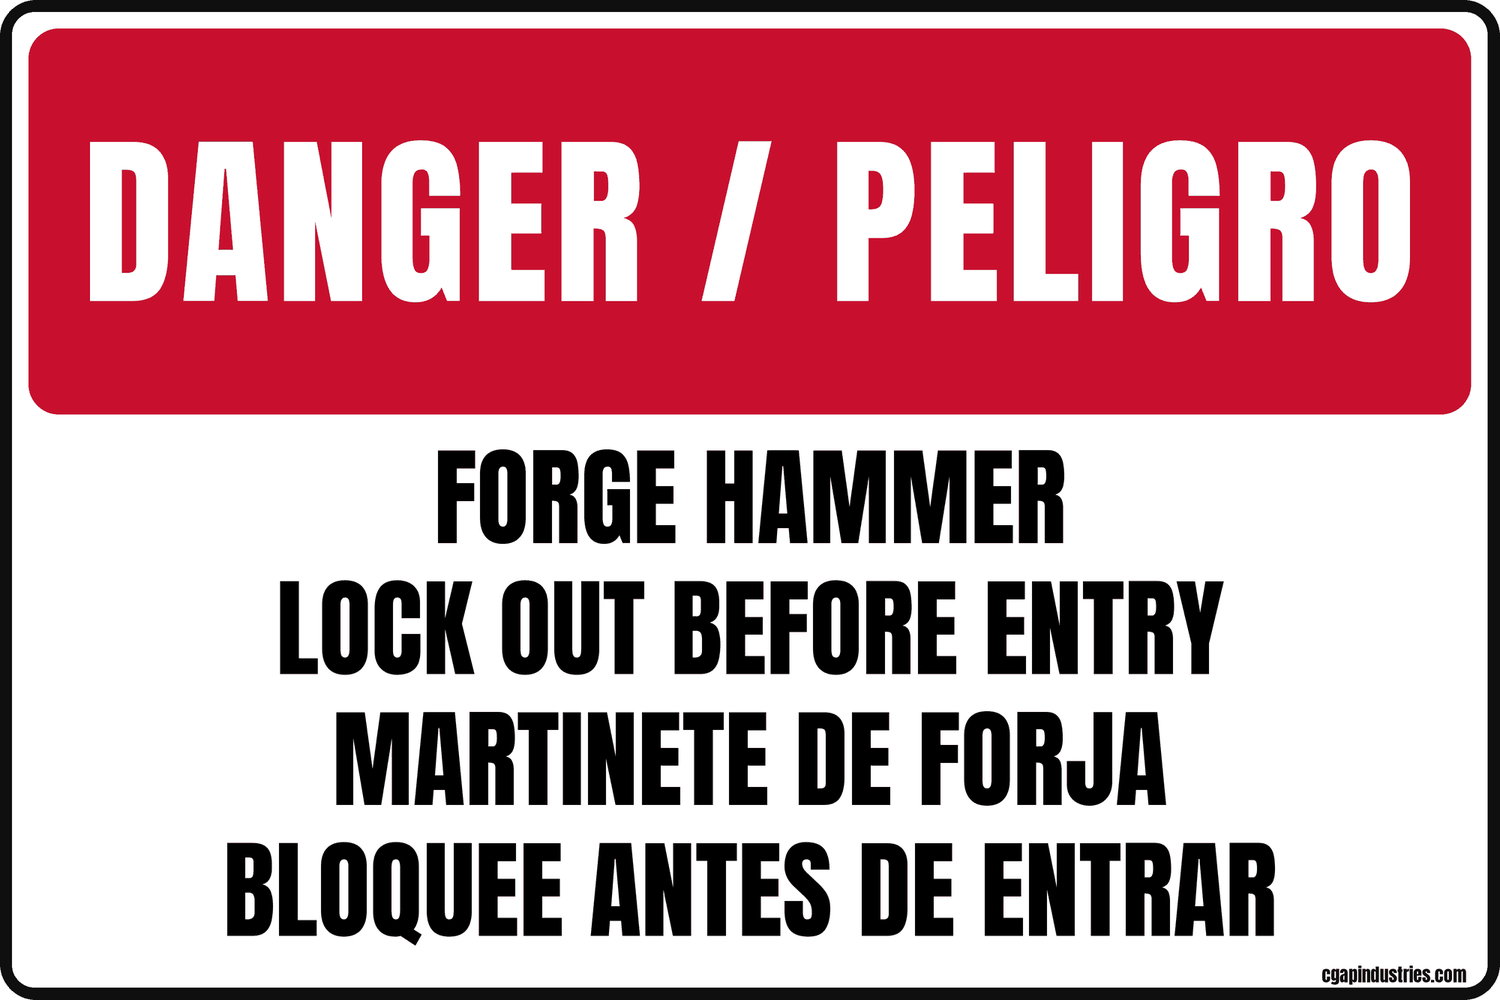 DANGER / PELIGRO
FORGE HAMMER
LOCK OUT BEFORE ENTRY
MARTINETE DE FORJA
BLOQUEE ANTES DE ENTRAR
cgapindustries.com